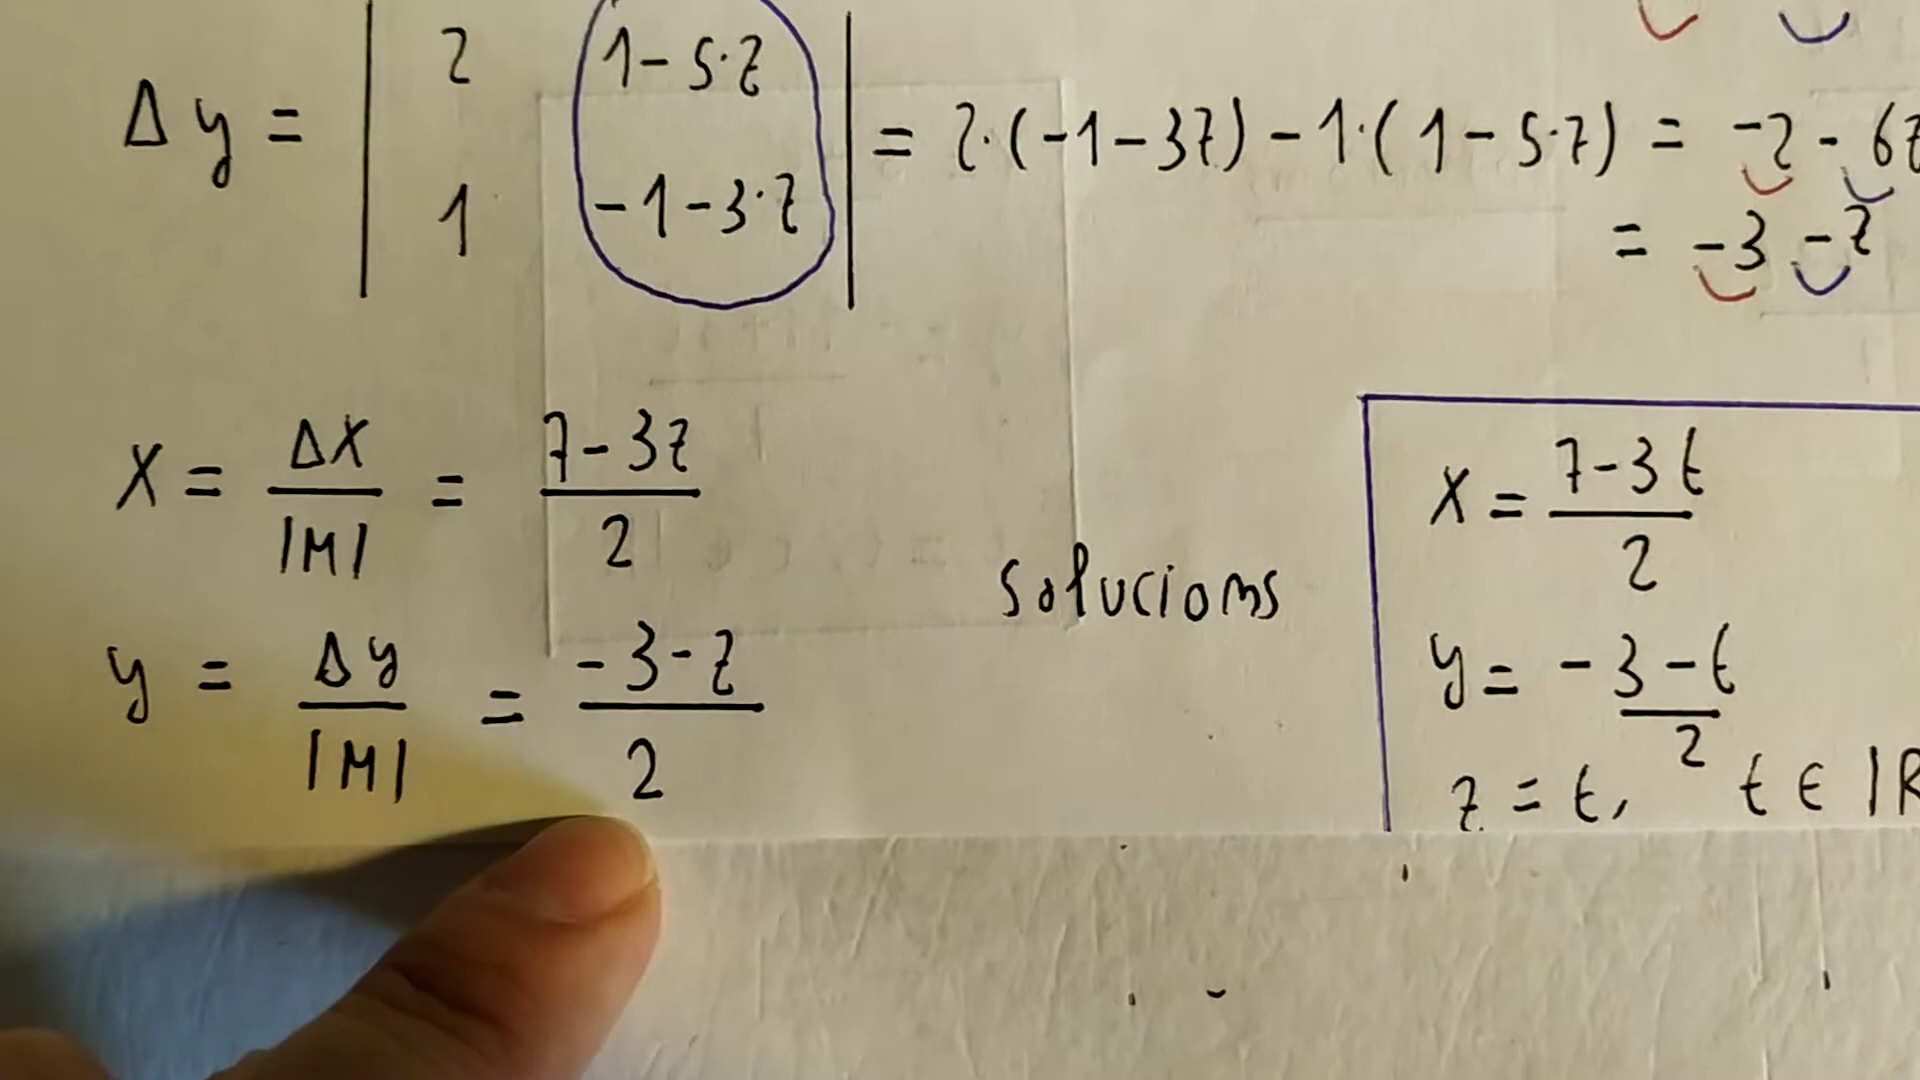 Δy = | 2 1-5·z | = 2·(-1-3z) - 1·(1-5·z) = -2 - 6z
| 1 -1-3·z |
= -3 -z
x = Δx/|M| = 7-3z/2
y = Δy/|M| = -3-z/2
solucions
x = 7-3t/2
y = -3-t/2
z = t, t ∈ IR